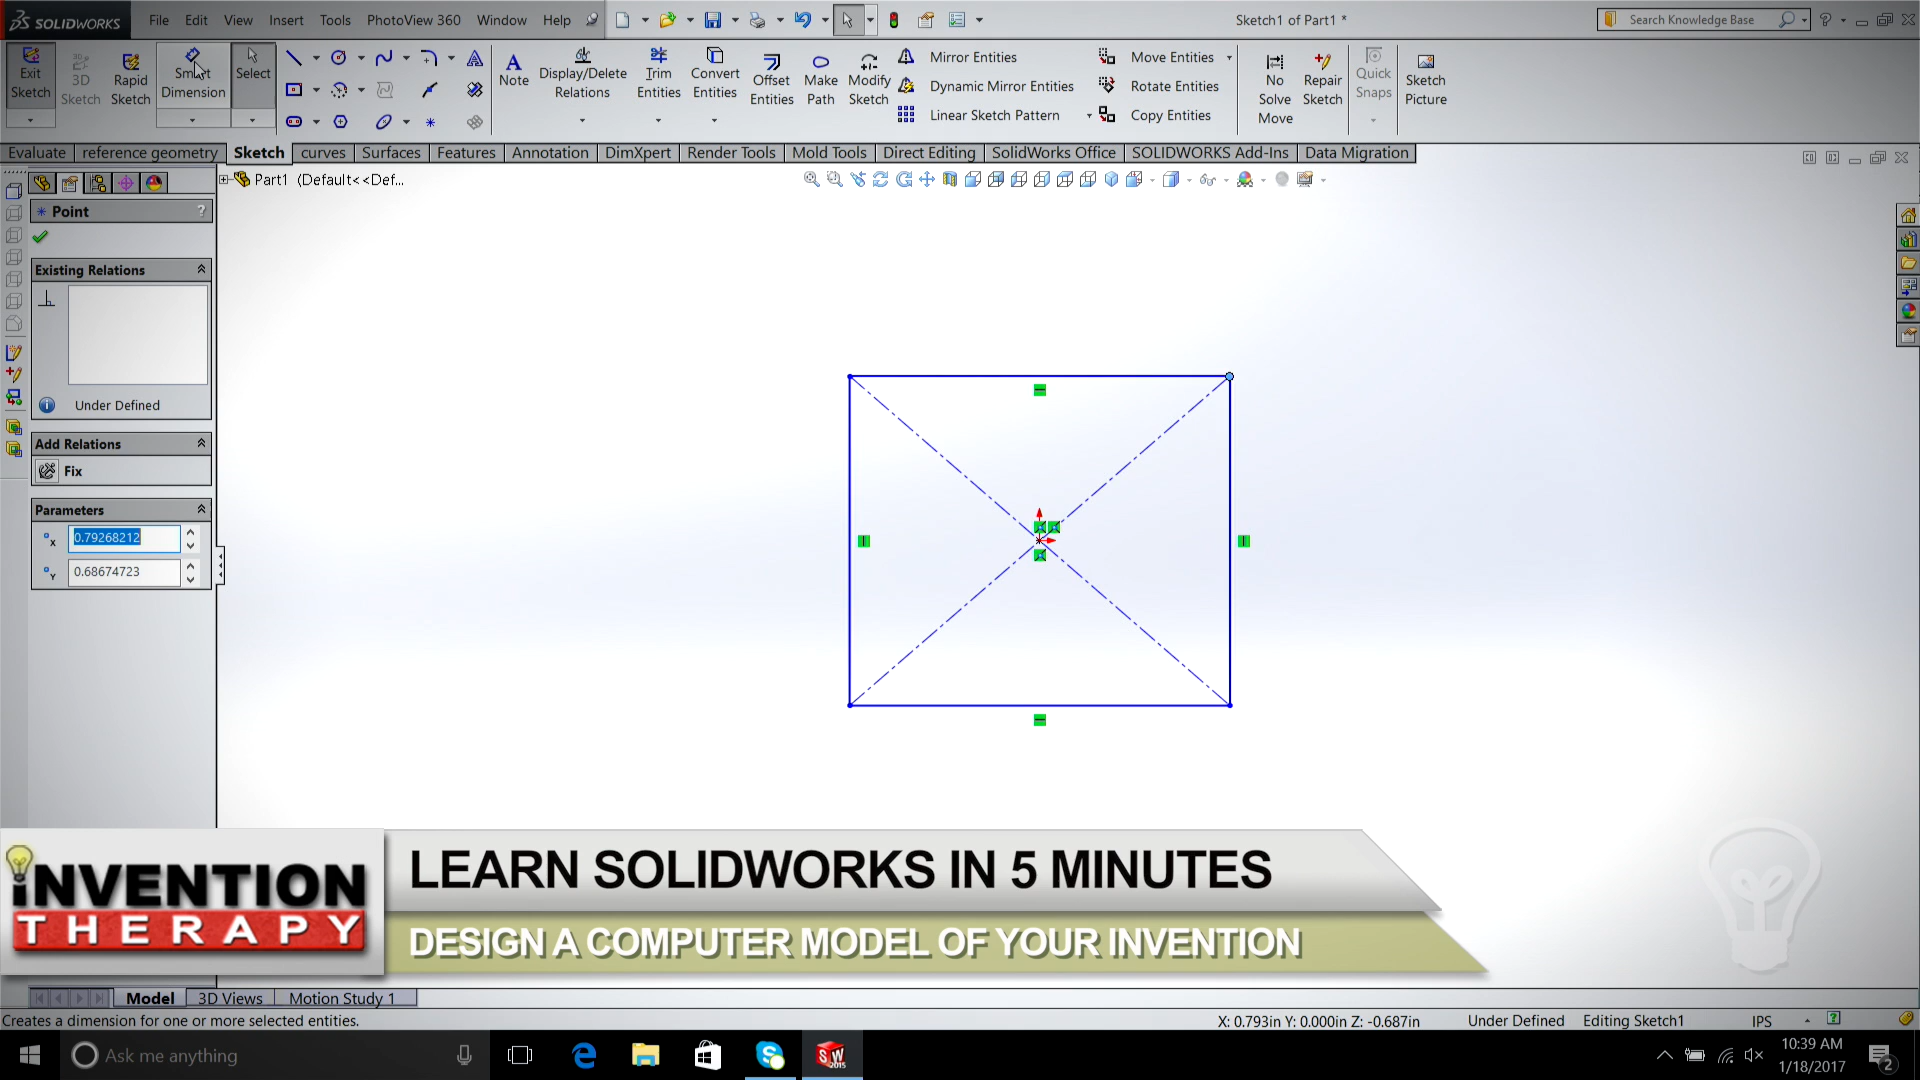 SOLIDWORKS File Edit View Insert Tools PhotoView 360 Window Help Sketch1 of Part1 * Search Knowledge Base ?
Exit Sketch
3D Sketch
Rapid Sketch
Smart Dimension
Select
Note
Display/Delete Relations
Trim Entities
Convert Entities
Offset Entities
Make Path
Modify Sketch
Mirror Entities
Dynamic Mirror Entities
Linear Sketch Pattern
Move Entities
Rotate Entities
Copy Entities
No Solve Move
Repair Sketch
Quick Snaps
Sketch Picture
Evaluate reference geometry Sketch curves Surfaces Features Annotation DimXpert Render Tools Mold Tools Direct Editing SolidWorks Office SOLIDWORKS Add-Ins Data Migration
Part1 (Default<<Def...
Point ?
Existing Relations
Under Defined
Add Relations
Fix
Parameters
x 0.79268212
Y 0.68674723
iNVENTION
THERAPY
LEARN SOLIDWORKS IN 5 MINUTES
DESIGN A COMPUTER MODEL OF YOUR INVENTION
Model 3D Views Motion Study 1
Creates a dimension for one or more selected entities. X: 0.793in Y: 0.000in Z: -0.687in Under Defined Editing Sketch1 IPS ?
Ask me anything
SW
2015
10:39 AM
1/18/2017
2